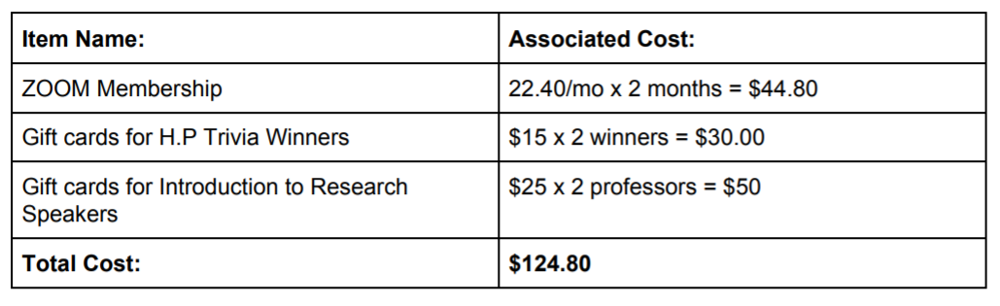 Item Name:
Associated Cost:
ZOOM Membership
22.40/mo x 2 months = $44.80
Gift cards for H.P Trivia Winners
$15 x 2 winners = $30.00
Gift cards for Introduction to Research
Speakers
$25 x 2 professors = $50
Total Cost:
$124.80